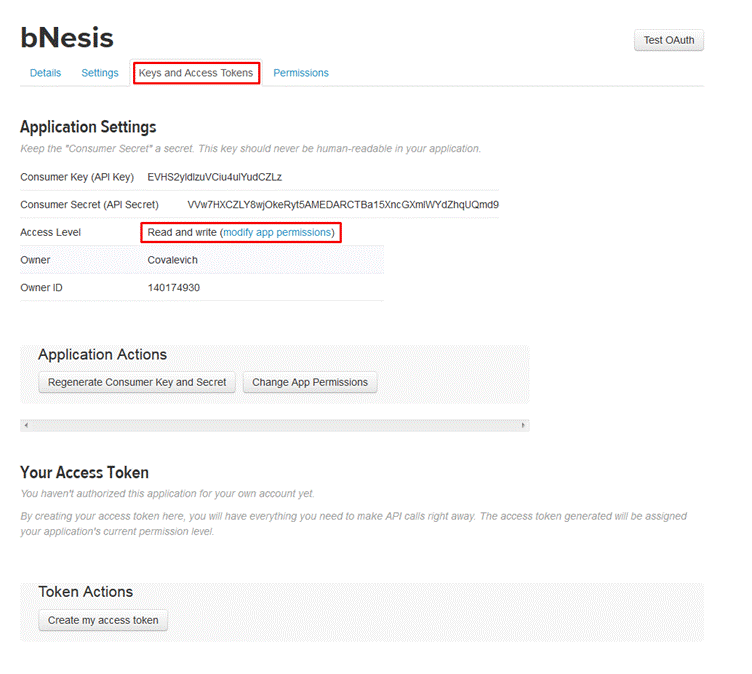 bNesis
Test OAuth
Details Settings Keys and Access Tokens Permissions
Application Settings
Keep the "Consumer Secret" a secret. This key should never be human-readable in your application.
Consumer Key (API Key) EVHS2yIdlzuVCiu4ulYudCZLz
Consumer Secret (API Secret) VVw7HXCZLY8wjOkeRyt5AMEDARCTBa15XncGXmlWYdZhqUQmd9
Access Level Read and write (modify app permissions)
Owner Covalevich
Owner ID 140174930
Application Actions
Regenerate Consumer Key and Secret Change App Permissions
Your Access Token
You haven't authorized this application for your own account yet.
By creating your access token here, you will have everything you need to make API calls right away. The access token generated will be assigned
your application's current permission level.
Token Actions
Create my access token